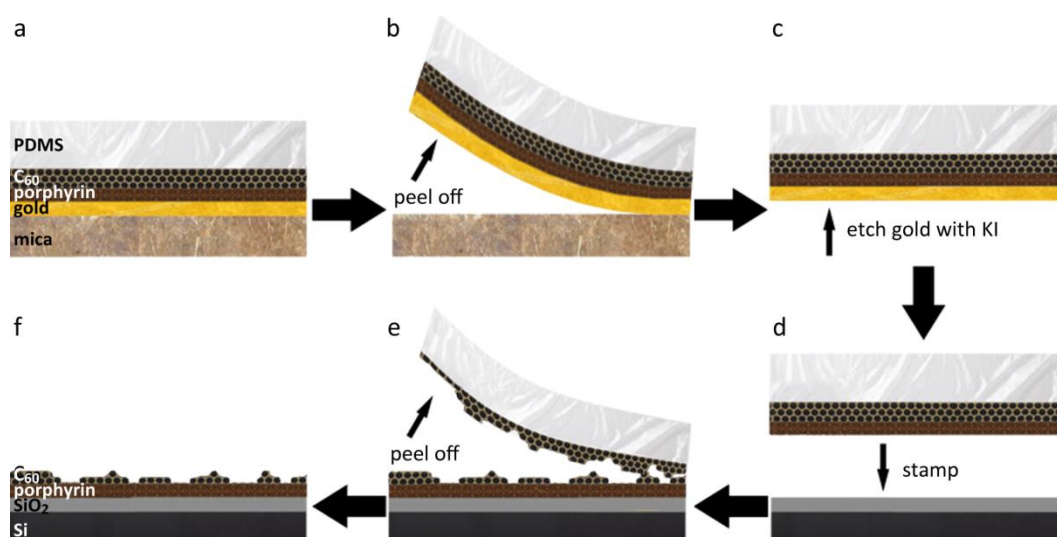 a
b
c
PDMS
C₆₀
porphyrin
gold
mica
peel off
etch gold with KI
f
e
d
peel off
stamp
C₆₀
porphyrin
SiO₂
Si